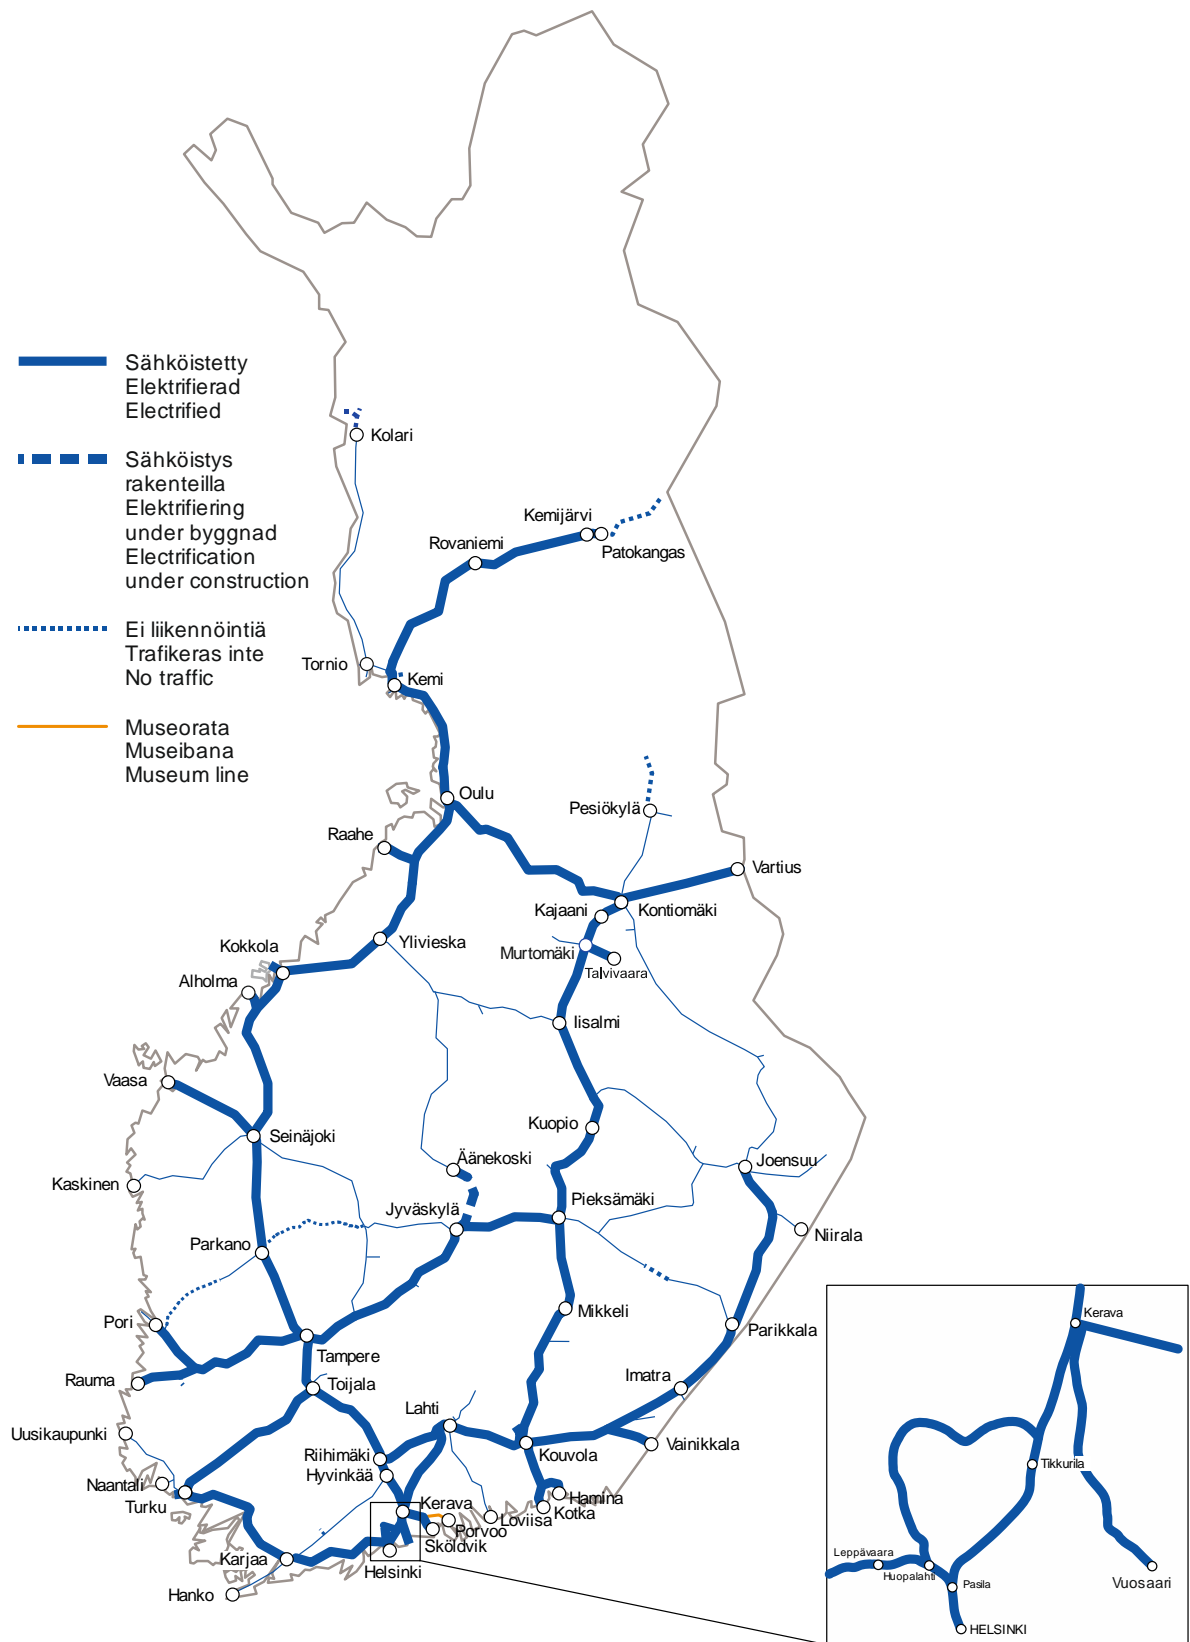 Sähköistetty
Elektrifierad
Electrified
Sähköistys
rakenteilla
Elektrifiering
under byggnad
Electrification
under construction
Ei liikennöintiä
Trafikeras inte
No traffic
Museorata
Museibana
Museum line
Kolari
Kemijärvi
Rovaniemi
Patokangas
Tornio
Kemi
Oulu
Pesiökylä
Raahe
Vartius
Kajaani
Kontiomäki
Ylivieska
Kokkola
Murtomäki
Talvivaara
Alholma
Iisalmi
Vaasa
Kuopio
Seinäjoki
Äänekoski
Joensuu
Kaskinen
Jyväskylä
Pieksämäki
Niirala
Parkano
Mikkeli
Pori
Parikkala
Tampere
Rauma
Toijala
Imatra
Lahti
Uusikaupunki
Riihimäki
Kouvola
Vainikkala
Hyvinkää
Naantali
Turku
Hamina
Kerava
Loviisa
Kotka
Porvoo
Sköldvik
Karjaa
Helsinki
Hanko
Kerava
Tikkurila
Leppävaara
Huopalahti
Pasila
Vuosaari
HELSINKI